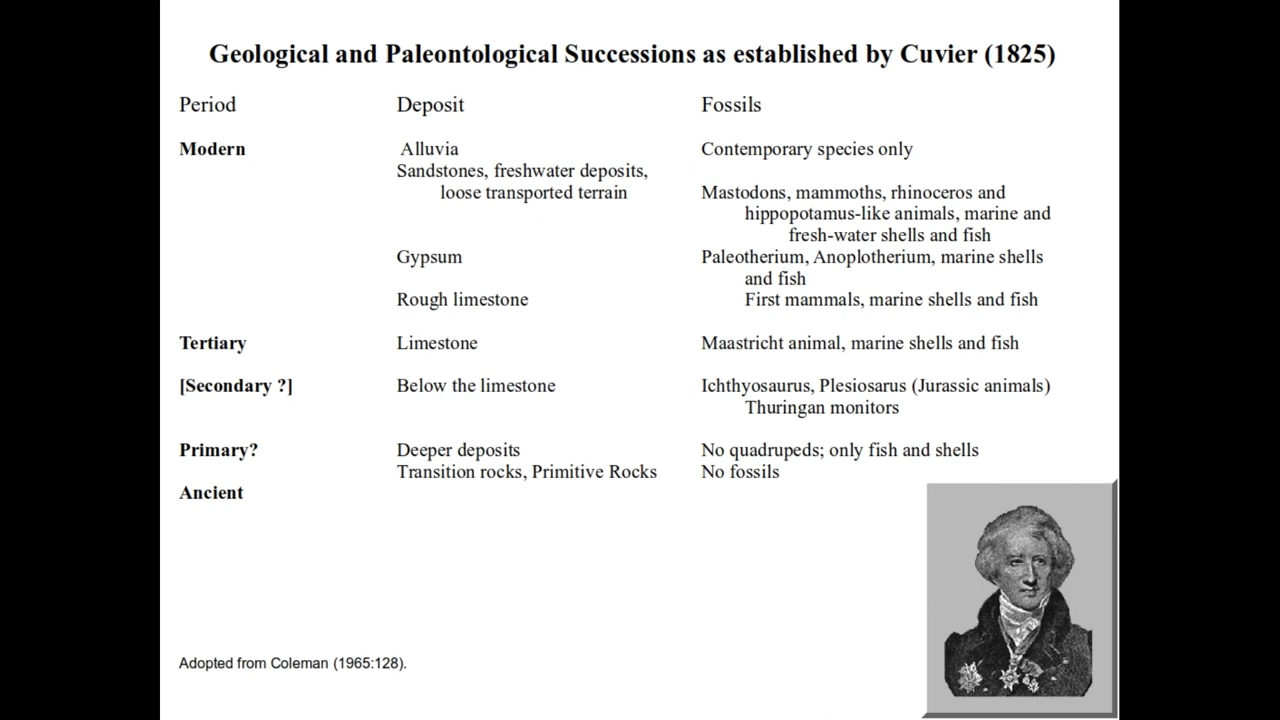 Geological and Paleontological Successions as established by Cuvier (1825)
Period Deposit Fossils
Modern Alluvia Contemporary species only
Sandstones, freshwater deposits,
loose transported terrain Mastodons, mammoths, rhinoceros and
hippopotamus-like animals, marine and
fresh-water shells and fish
Gypsum Paleotherium, Anoplotherium, marine shells
and fish
Rough limestone First mammals, marine shells and fish
Tertiary Limestone Maastricht animal, marine shells and fish
[Secondary ?] Below the limestone Ichthyosaurus, Plesiosarus (Jurassic animals)
Thuringan monitors
Primary? Deeper deposits No quadrupeds; only fish and shells
Transition rocks, Primitive Rocks No fossils
Ancient
Adopted from Coleman (1965:128).